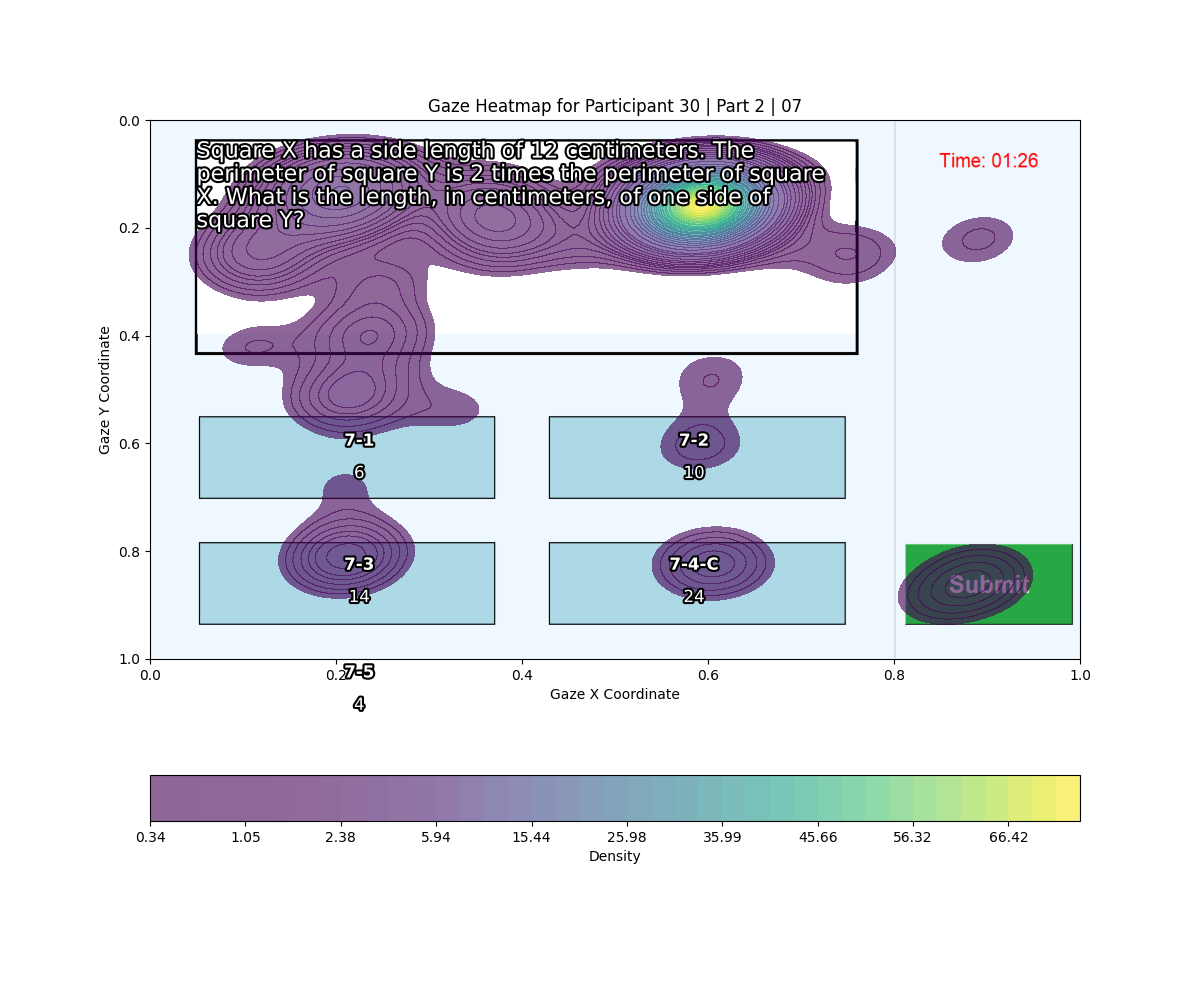 Gaze Heatmap for Participant 30 | Part 2 | 07
Square X has a side length of 12 centimeters. The
perimeter of square Y is 2 times the perimeter of square
X. What is the length, in centimeters, of one side of
square Y?
Time: 01:26
0.0
0.2
0.4
0.6
0.8
1.0
Gaze Y Coordinate
7-1
6
7-2
10
7-3
14
7-4-C
24
Submit
7-5
4
0.0
0.2
0.4
0.6
0.8
1.0
Gaze X Coordinate
0.34
1.05
2.38
5.94
15.44
25.98
35.99
45.66
56.32
66.42
Density